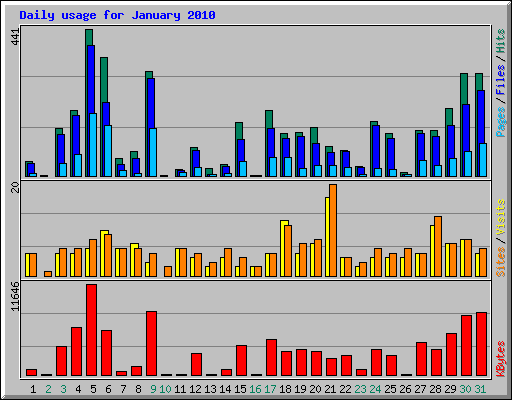 Daily usage for January 2010
441
Pages / Files / Hits
20
Sites / Visits
11646
KBytes
1 2 3 4 5 6 7 8 9 10 11 12 13 14 15 16 17 18 19 20 21 22 23 24 25 26 27 28 29 30 31